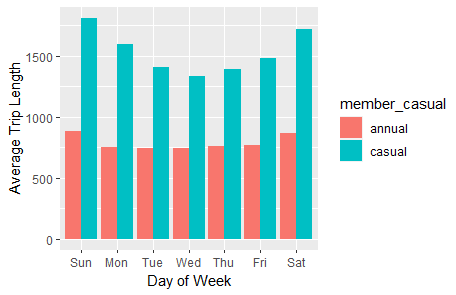 Average Trip Length
1500
1000
500
0
Sun Mon Tue Wed Thu Fri Sat
Day of Week
member_casual
annual
casual